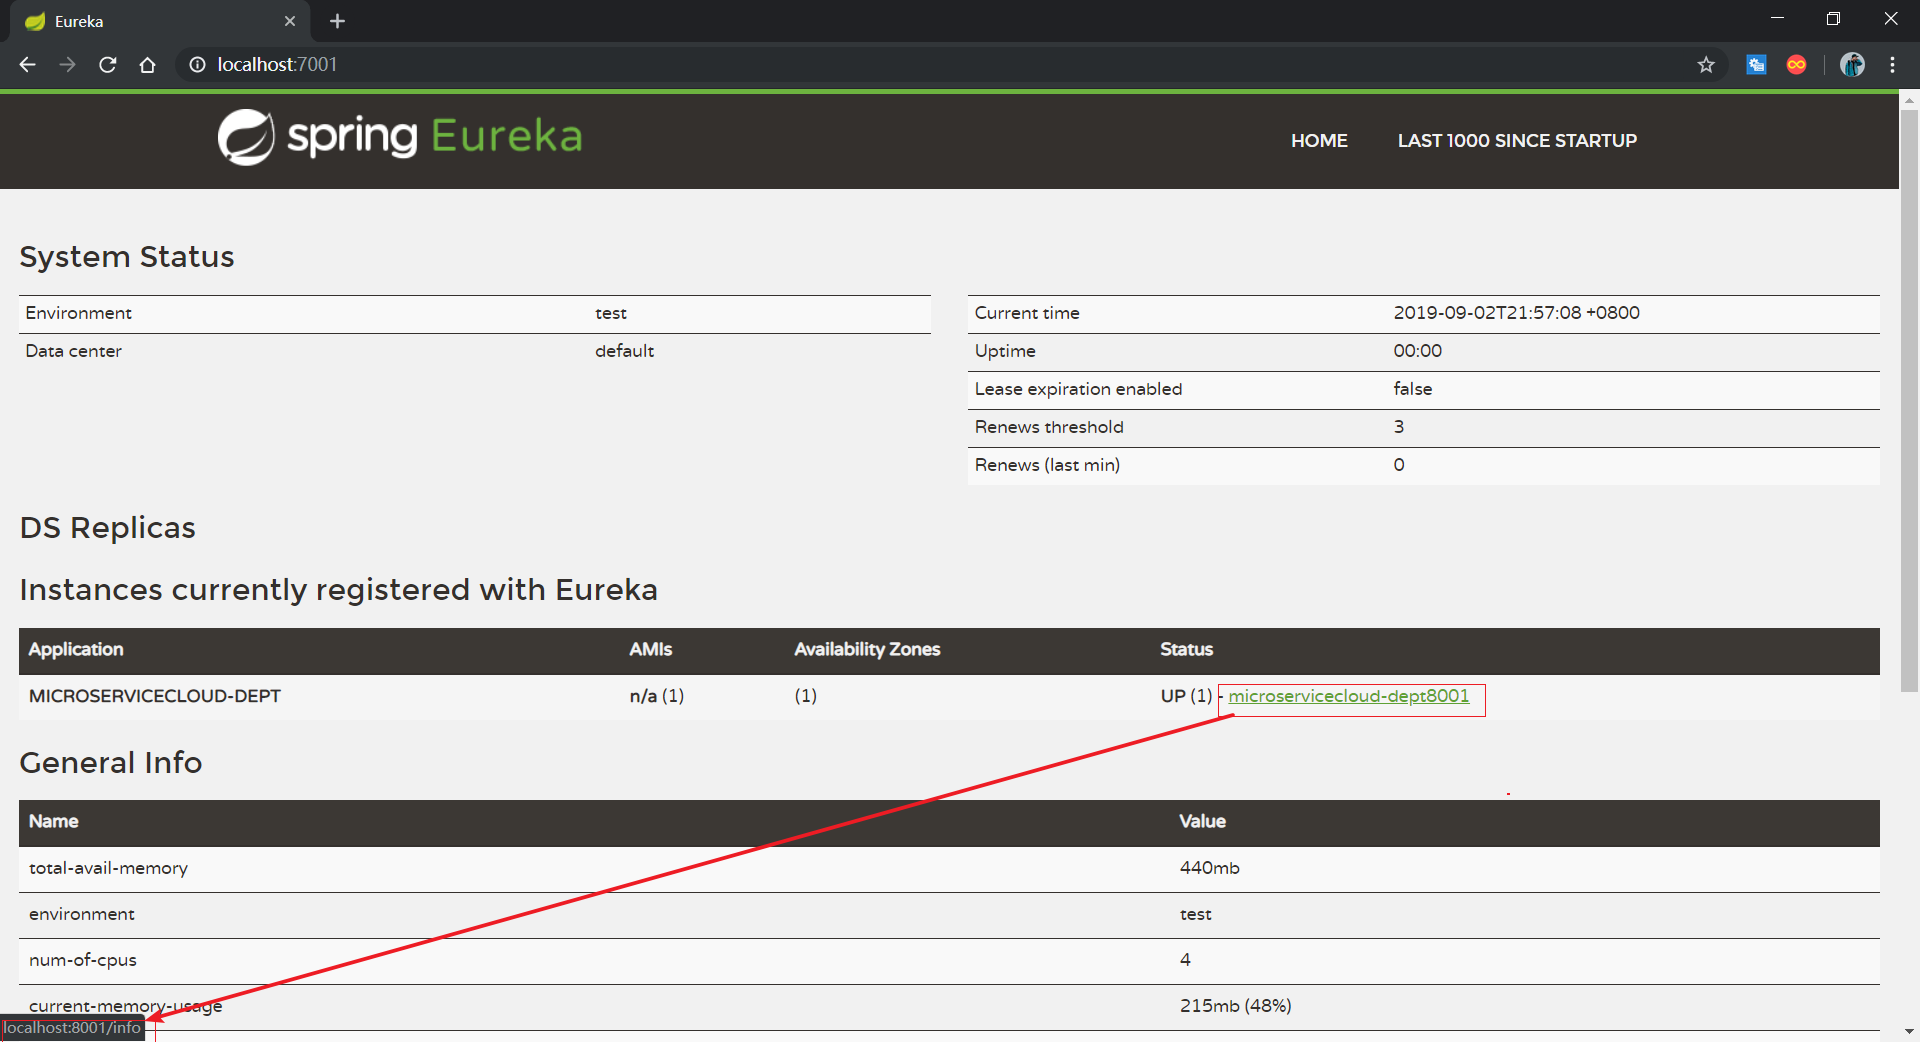 Eureka
localhost:7001
spring Eureka
HOME LAST 1000 SINCE STARTUP
System Status
Environment test
Data center default
Current time 2019-09-02T21:57:08 +0800
Uptime 00:00
Lease expiration enabled false
Renews threshold 3
Renews (last min) 0
DS Replicas
Instances currently registered with Eureka
Application AMIs Availability Zones Status
MICROSERVICECLOUD-DEPT n/a (1) (1) UP (1) - microservicecloud-dept8001
General Info
Name Value
total-avail-memory 440mb
environment test
num-of-cpus 4
current-memory-usage 215mb (48%)
localhost:8001/info